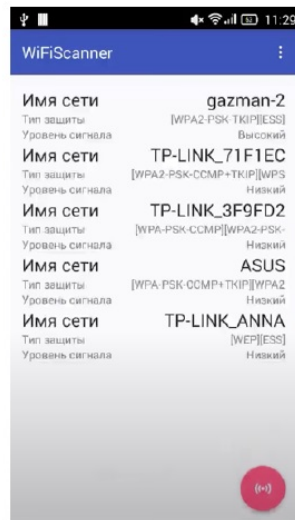 11:29
WiFiScanner
Имя сети gazman-2
Тип защиты [WPA2-PSK-TKIP][ESS]
Уровень сигнала Высокий
Имя сети TP-LINK_71F1EC
Тип защиты [WPA2-PSK-CCMP+TKIP][WPS
Уровень сигнала Низкий
Имя сети TP-LINK_3F9FD2
Тип защиты [WPA-PSK-CCMP][WPA2-PSK-
Уровень сигнала Низкий
Имя сети ASUS
Тип защиты [WPA-PSK-CCMP+TKIP][WPA2
Уровень сигнала Низкий
Имя сети TP-LINK_ANNA
Тип защиты [WEP][ESS]
Уровень сигнала Низкий